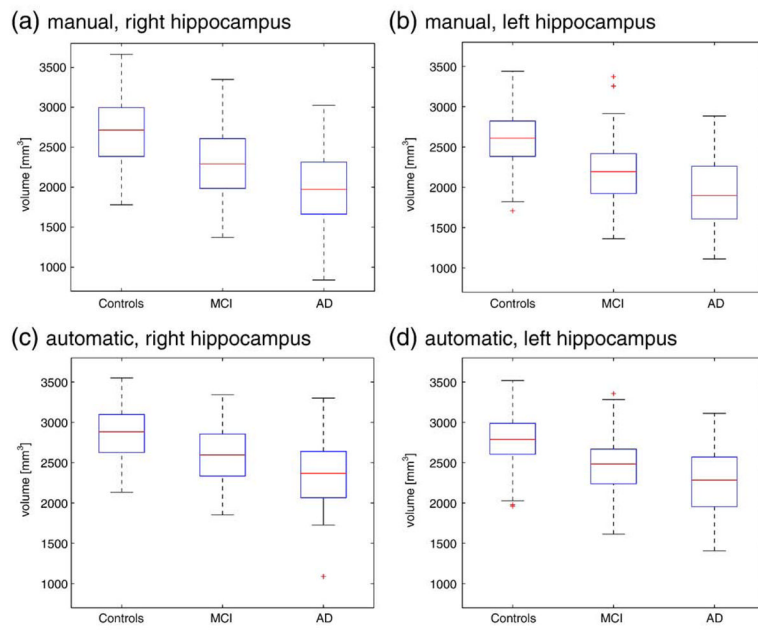 (a) manual, right hippocampus
3500
3000
2500
2000
1500
1000
volume [mm³]
Controls MCI AD
(b) manual, left hippocampus
3500
3000
2500
2000
1500
1000
volume [mm³]
Controls MCI AD
(c) automatic, right hippocampus
3500
3000
2500
2000
1500
1000
volume [mm³]
Controls MCI AD
(d) automatic, left hippocampus
3500
3000
2500
2000
1500
1000
volume [mm³]
Controls MCI AD